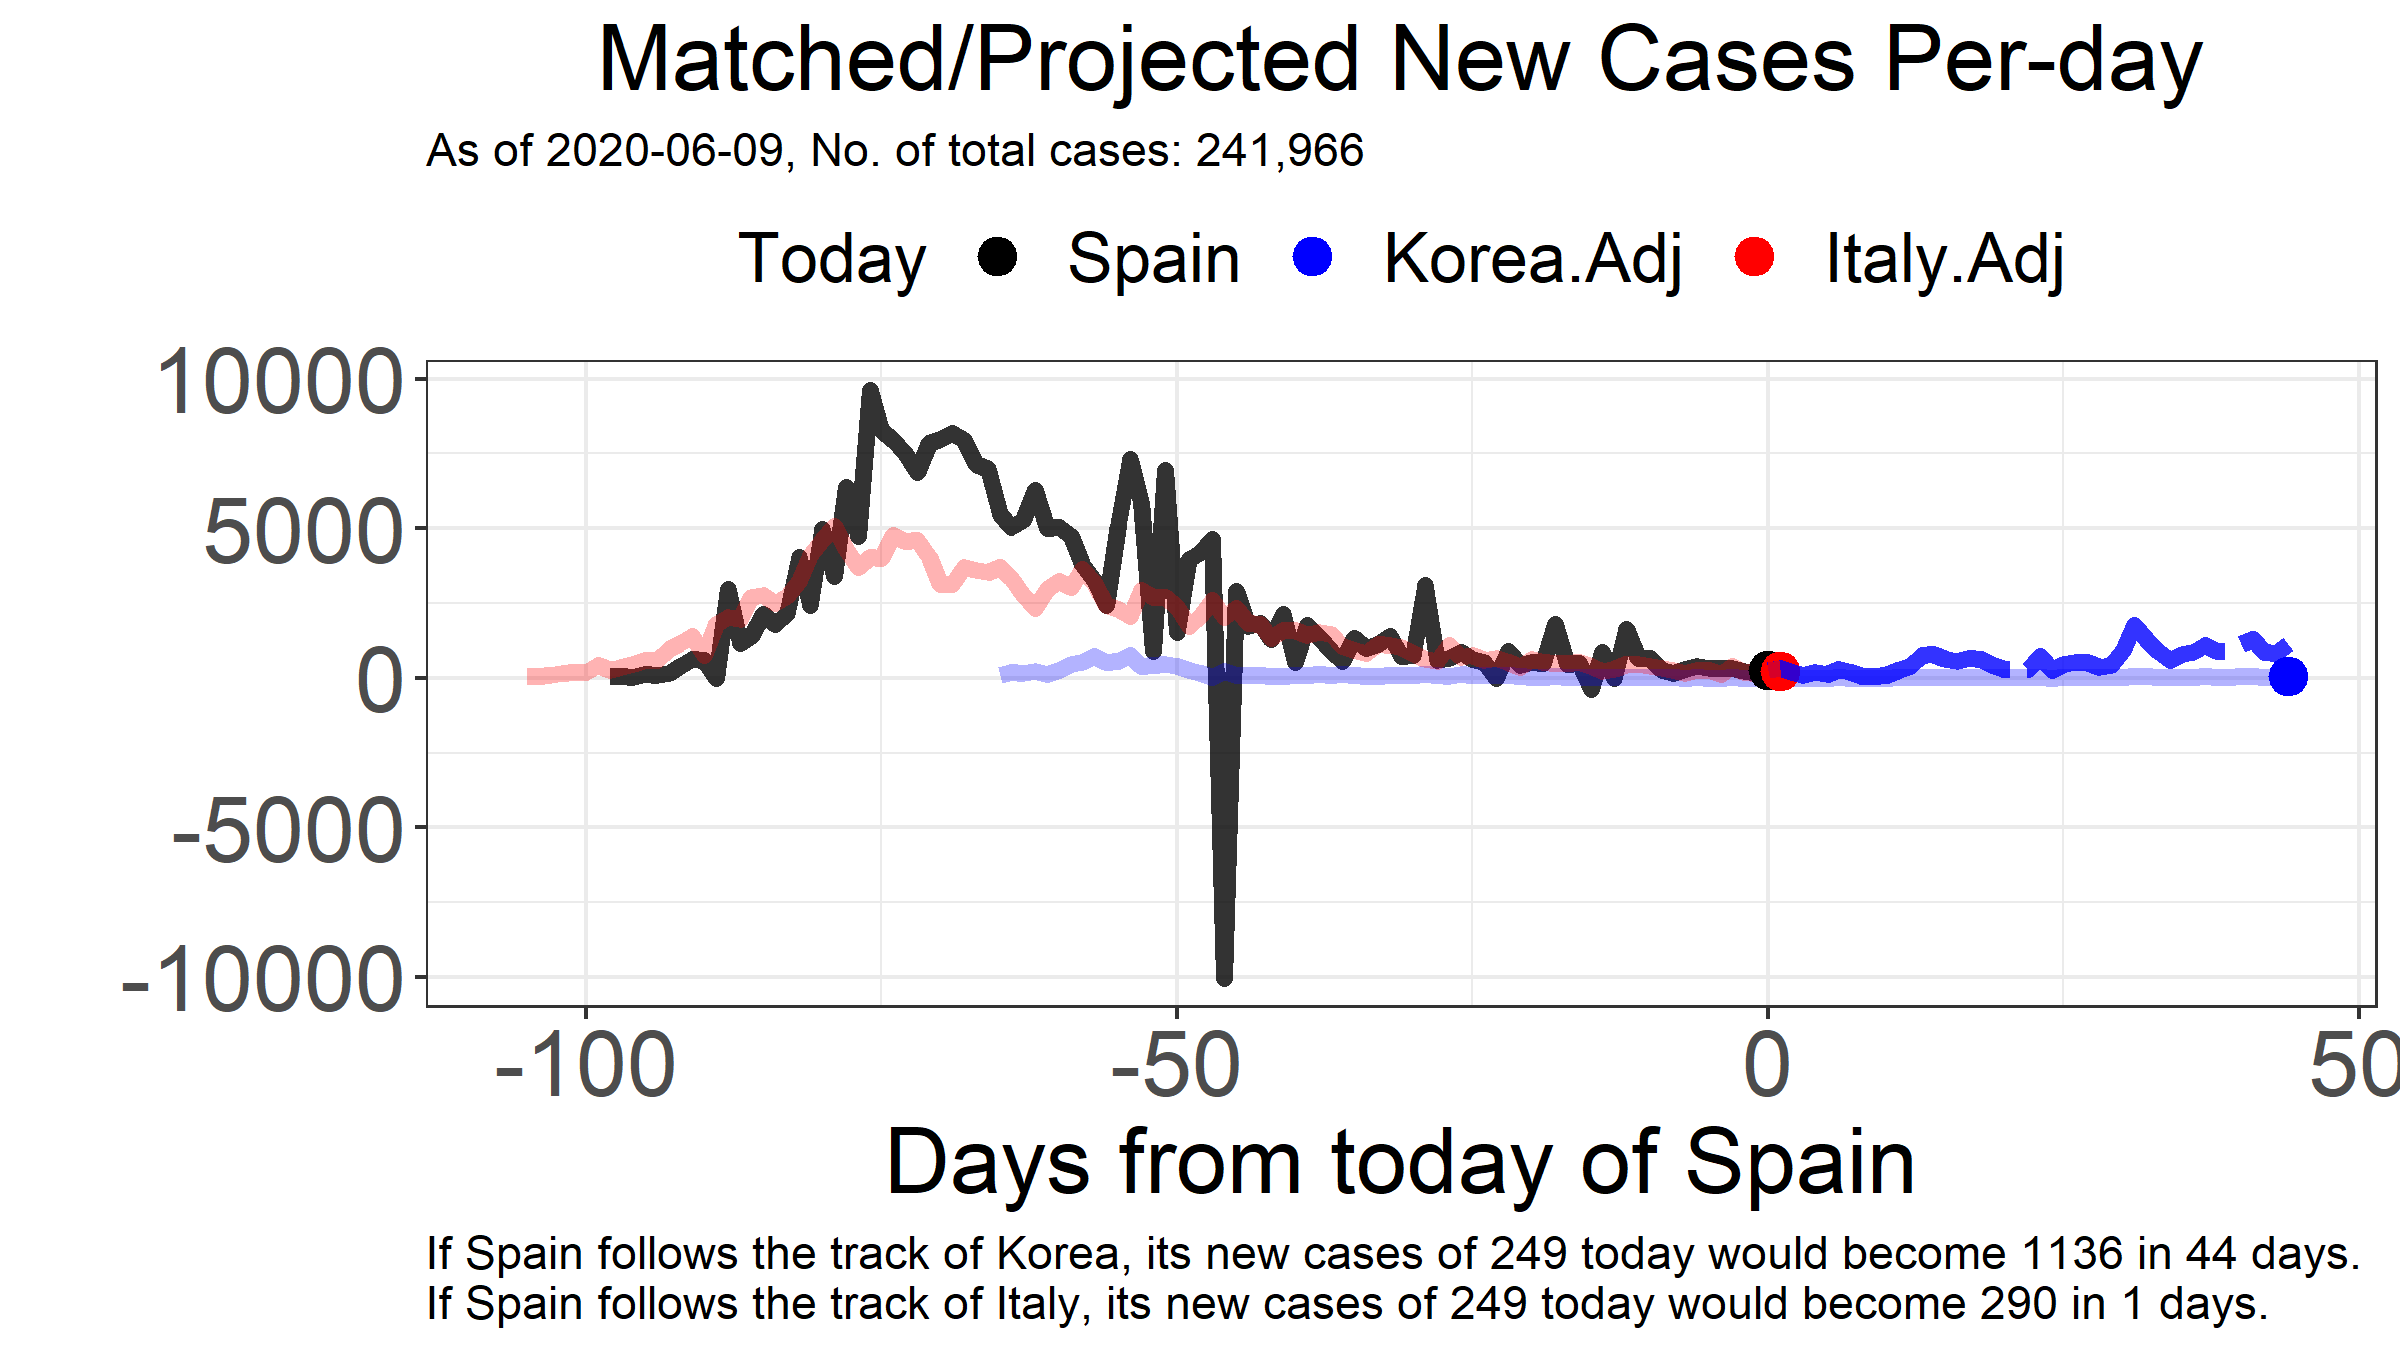 Matched/Projected New Cases Per-day
As of 2020-06-09, No. of total cases: 241,966
Today Spain Korea.Adj Italy.Adj
10000
5000
0
-5000
-10000
-100 -50 0 50
Days from today of Spain
If Spain follows the track of Korea, its new cases of 249 today would become 1136 in 44 days.
If Spain follows the track of Italy, its new cases of 249 today would become 290 in 1 days.